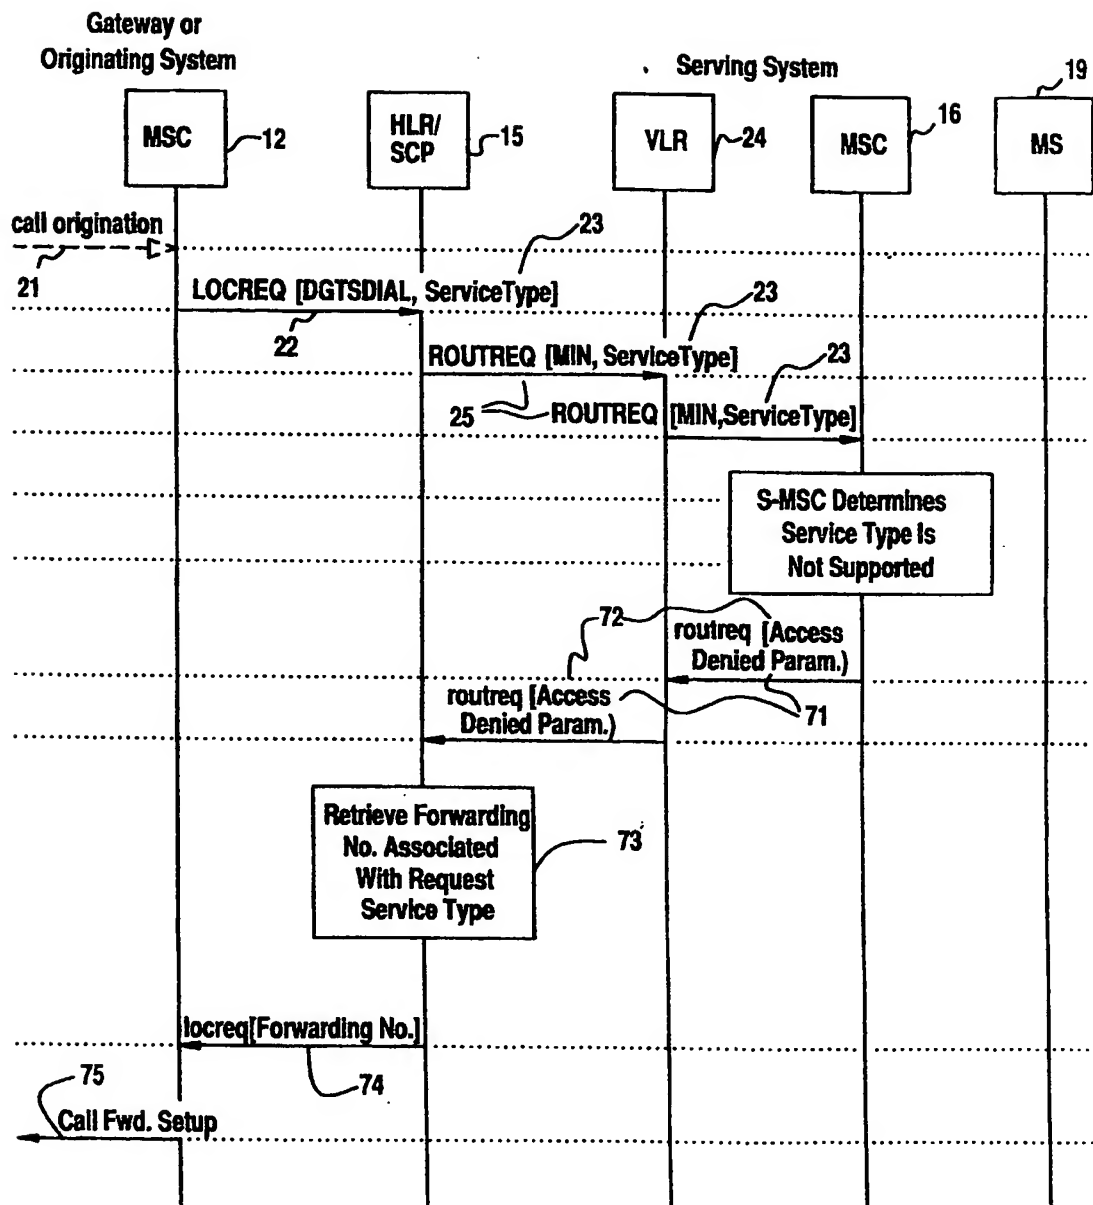 Gateway or
Originating System
Serving System
19
MSC
12
HLR/
SCP
15
VLR
24
MSC
16
MS
call origination
21
23
LOCREQ [DGTSDIAL, ServiceType]
22
23
ROUTREQ [MIN, ServiceType]
23
25
ROUTREQ [MIN,ServiceType]
S-MSC Determines
Service Type Is
Not Supported
72
routreq [Access
Denied Param.)
routreq [Access
Denied Param.)
71
Retrieve Forwarding
No. Associated
With Request
Service Type
73
locreq[Forwarding No.]
74
75
Call Fwd. Setup